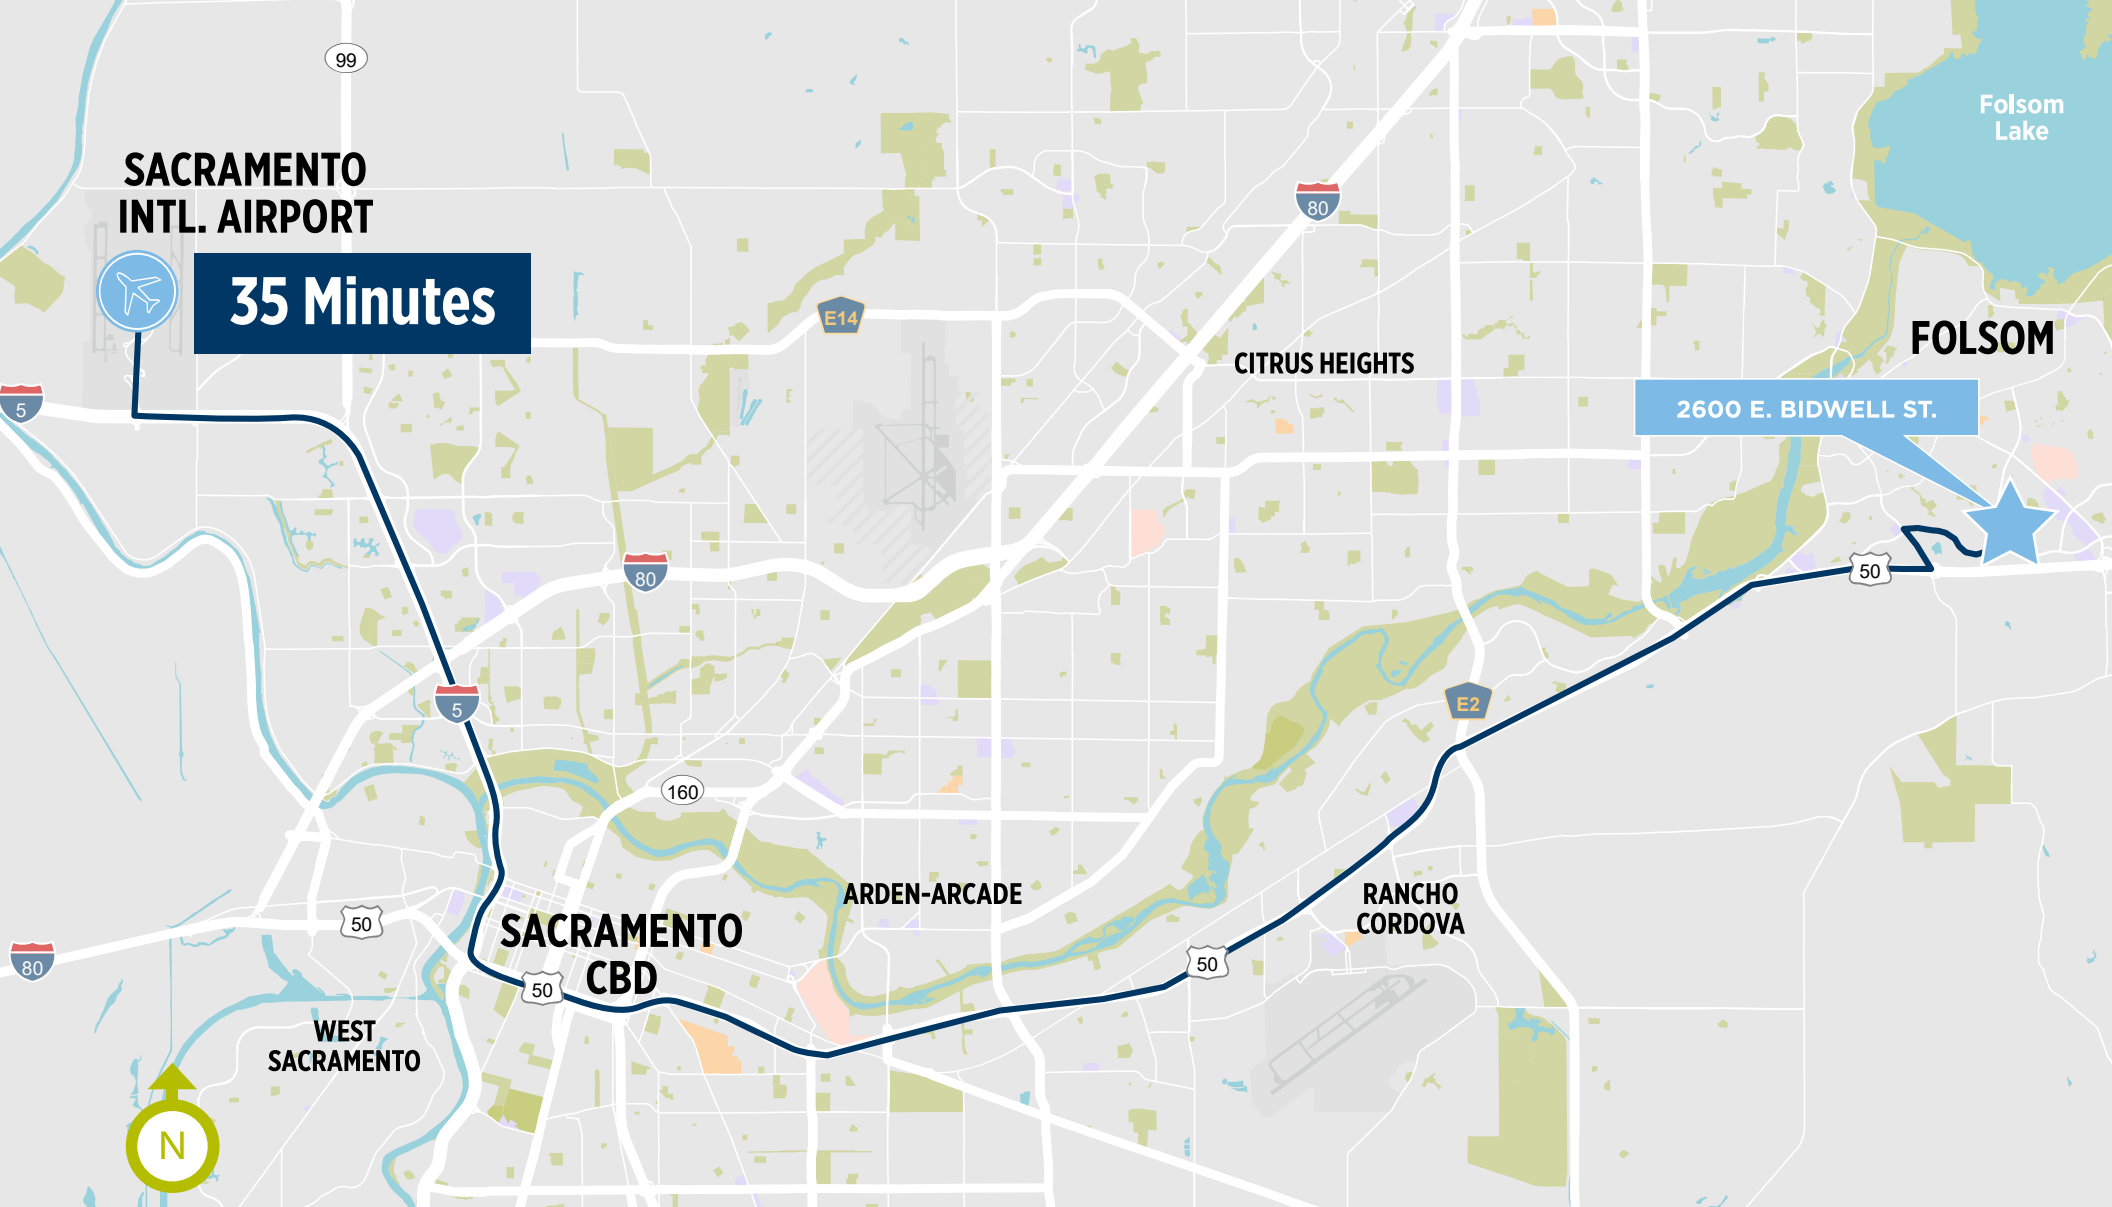 99
Folsom
Lake
SACRAMENTO
INTL. AIRPORT
80
35 Minutes
E14
FOLSOM
CITRUS HEIGHTS
5
2600 E. BIDWELL ST.
80
50
5
E2
160
ARDEN-ARCADE
RANCHO
CORDOVA
50
SACRAMENTO
CBD
80
50
50
WEST
SACRAMENTO
N